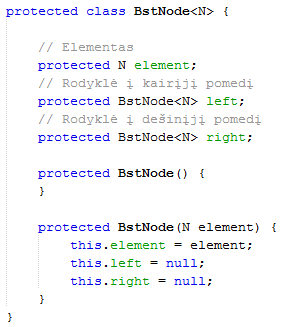 protected class BstNode<N> {
// Elementas
protected N element;
// Rodyklė į kairįjį pomedį
protected BstNode<N> left;
// Rodyklė į dešinįjį pomedį
protected BstNode<N> right;
protected BstNode() {
}
protected BstNode(N element) {
this.element = element;
this.left = null;
this.right = null;
}
}